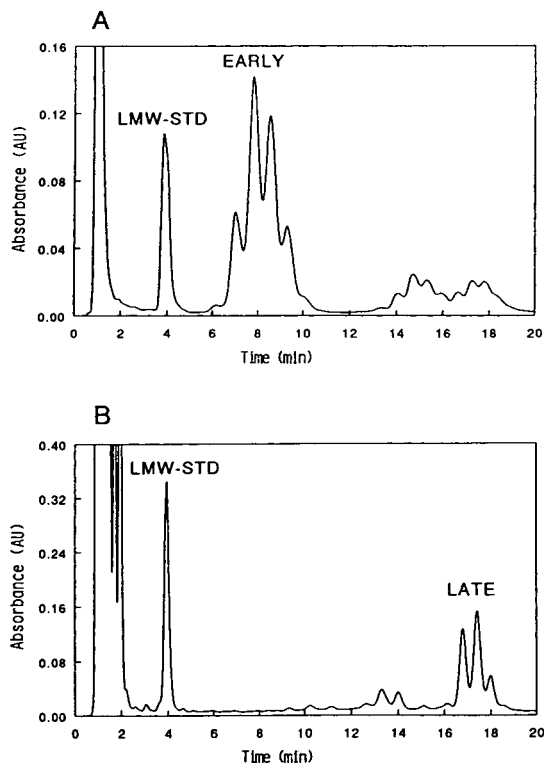 A
EARLY
LMW-STD
Absorbance (AU)
0.16
0.12
0.08
0.04
0.00
0 2 4 6 8 10 12 14 16 18 20
Time (min)
B
LMW-STD
LATE
Absorbance (AU)
0.40
0.32
0.24
0.16
0.08
0.00
0 2 4 6 8 10 12 14 16 18 20
Time (min)